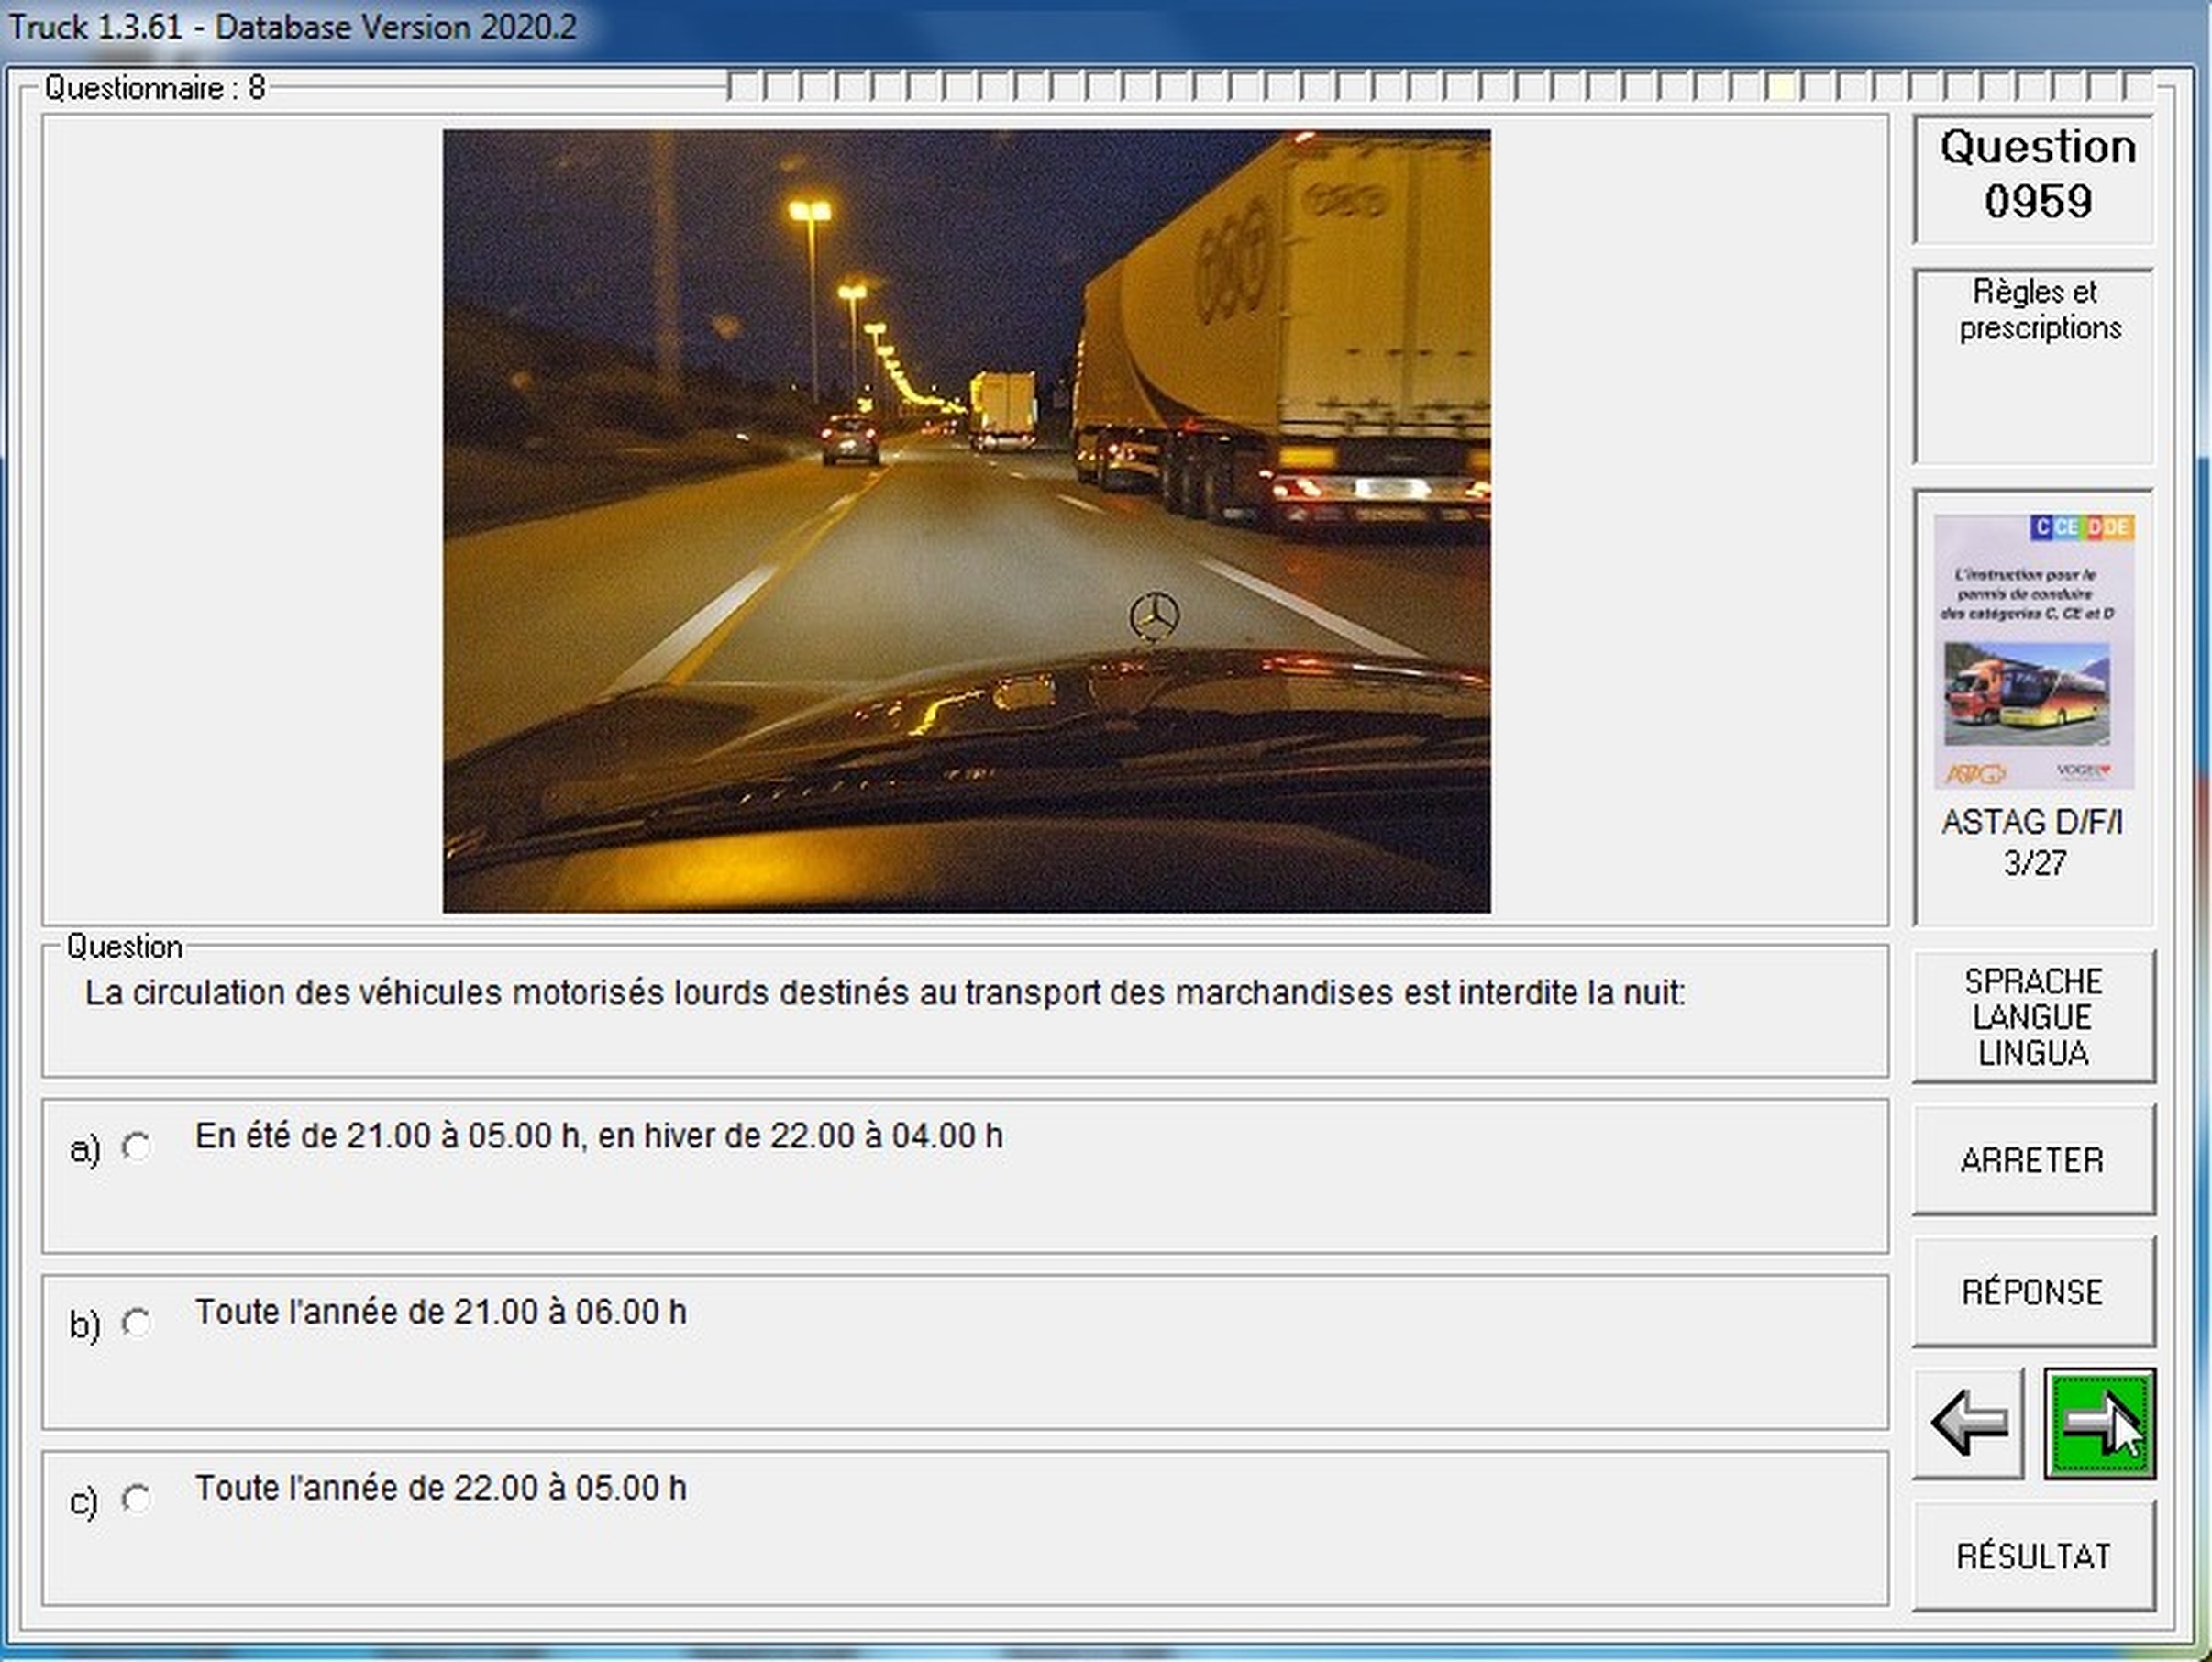 Truck 1.3.61 - Database Version 2020.2
Questionnaire : 8
Question
0959
Règles et
prescriptions
C CE D DE
L'instruction pour le
permis de conduire
des catégories C, CE et D
ASTAG
VOGEL
ASTAG D/F/I
3/27
Question
La circulation des véhicules motorisés lourds destinés au transport des marchandises est interdite la nuit:
a) En été de 21.00 à 05.00 h, en hiver de 22.00 à 04.00 h
b) Toute l'année de 21.00 à 06.00 h
c) Toute l'année de 22.00 à 05.00 h
SPRACHE
LANGUE
LINGUA
ARRETER
RÉPONSE
RÉSULTAT